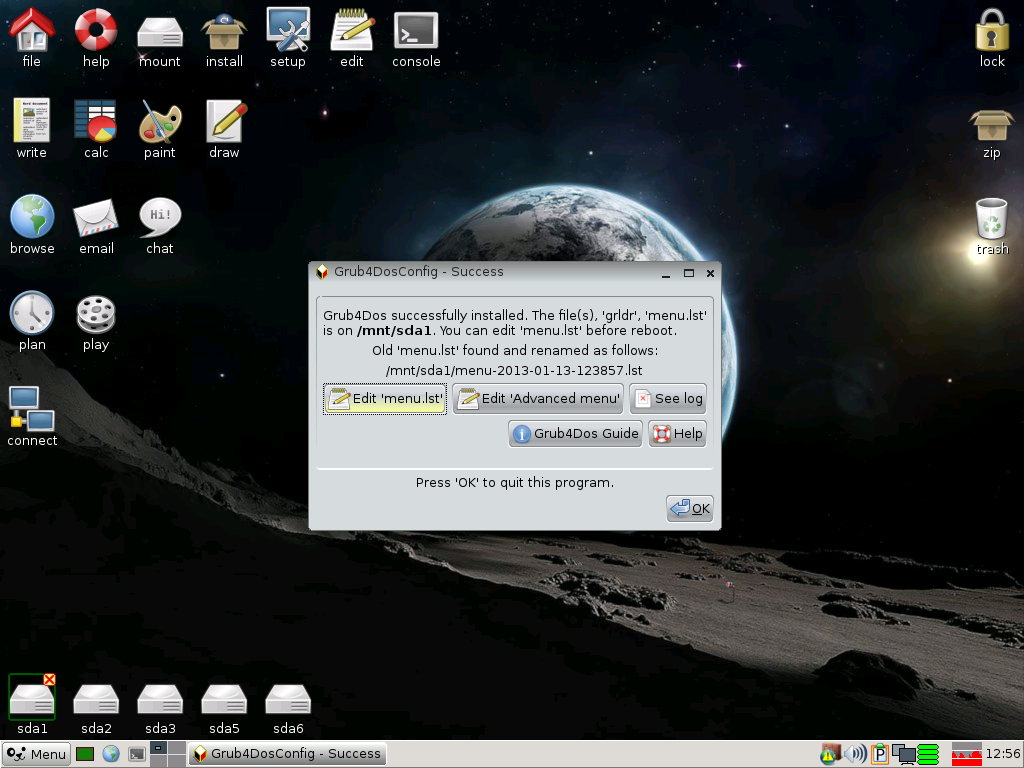 file help mount install setup edit console lock
write calc paint draw zip
Hi!
browse email chat trash
Grub4DosConfig - Success
Grub4Dos successfully installed. The file(s), 'grldr', 'menu.lst'
is on /mnt/sda1. You can edit 'menu.lst' before reboot.
Old 'menu.lst' found and renamed as follows:
/mnt/sda1/menu-2013-01-13-123857.lst
Edit 'menu.lst' Edit 'Advanced menu' See log
Grub4Dos Guide Help
Press 'OK' to quit this program.
OK
plan play
connect
sda1 sda2 sda3 sda5 sda6
Menu Grub4DosConfig - Success P 12:56